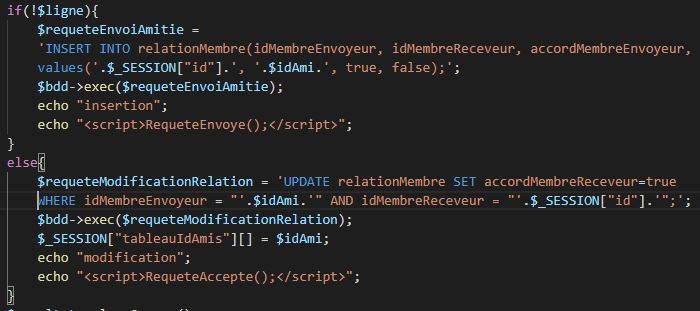 if(!$ligne){
$requeteEnvoiAmitie =
'INSERT INTO relationMembre(idMembreEnvoyeur, idMembreReceveur, accordMembreEnvoyeur,
values('.$_SESSION["id"].', '.$idAmi.', true, false);';
$bdd->exec($requeteEnvoiAmitie);
echo "insertion";
echo "<script>RequeteEnvoye();</script>";
}
else{
$requeteModificationRelation = 'UPDATE relationMembre SET accordMembreReceveur=true
WHERE idMembreEnvoyeur = "'.$idAmi.'" AND idMembreReceveur = "'.$_SESSION["id"].'";';
$bdd->exec($requeteModificationRelation);
$_SESSION["tableauIdAmis"][] = $idAmi;
echo "modification";
echo "<script>RequeteAccepte();</script>";
}